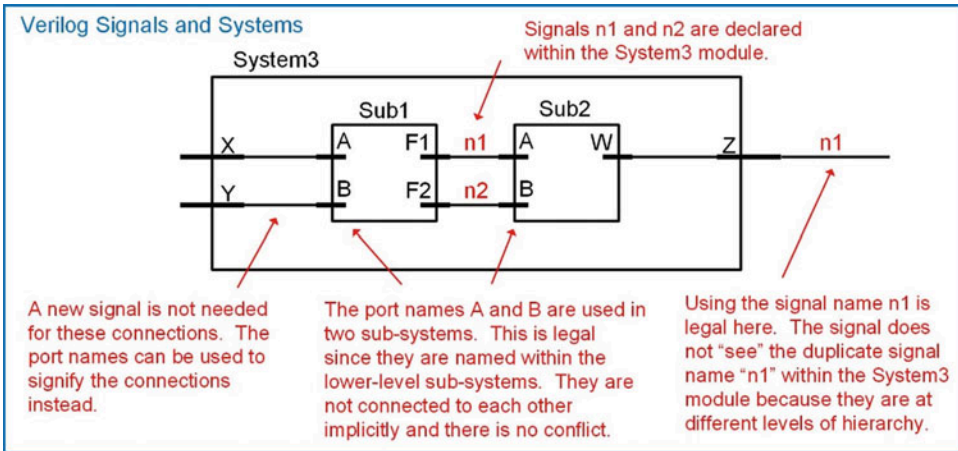 Verilog Signals and Systems
Signals n1 and n2 are declared
within the System3 module.
System3
Sub1
Sub2
X
A
F1
n1
A
W
Z
n1
Y
B
F2
n2
B
A new signal is not needed
for these connections. The
port names can be used to
signify the connections
instead.
The port names A and B are used in
two sub-systems. This is legal
since they are named within the
lower-level sub-systems. They are
not connected to each other
implicitly and there is no conflict.
Using the signal name n1 is
legal here. The signal does
not “see” the duplicate signal
name “n1” within the System3
module because they are at
different levels of hierarchy.